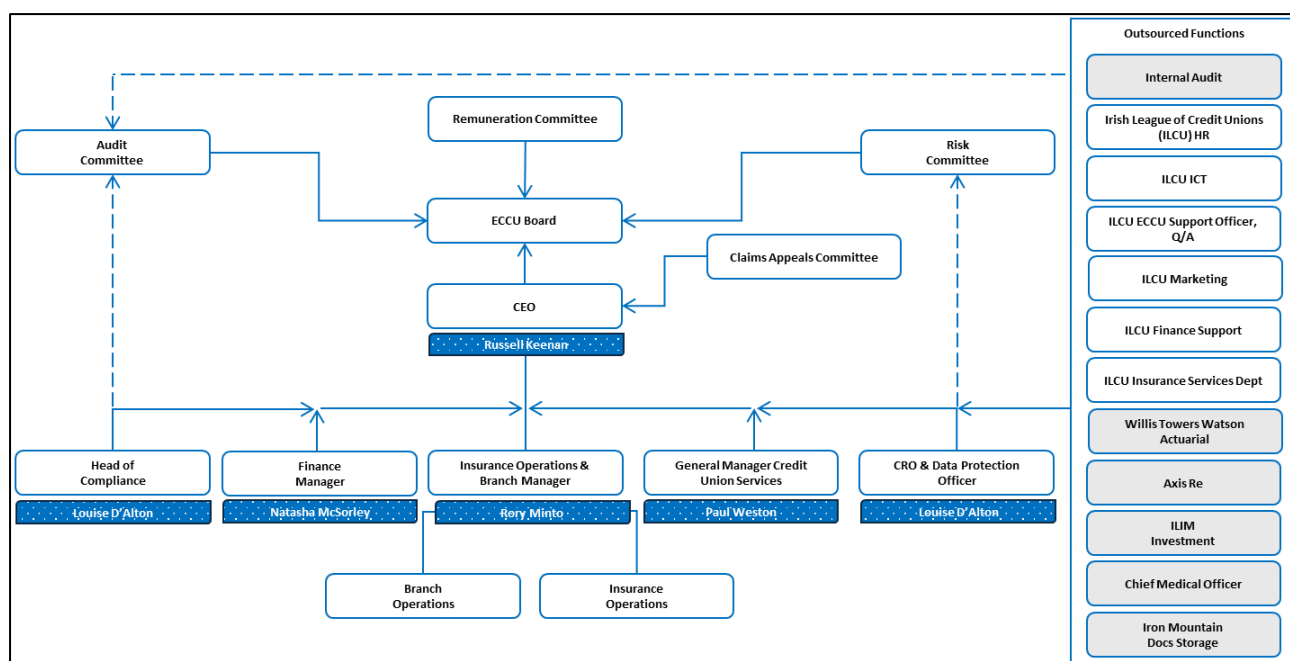 Outsourced Functions
Internal Audit
Irish League of Credit Unions
(ILCU) HR
ILCU ICT
ILCU ECCU Support Officer,
Q/A
ILCU Marketing
ILCU Finance Support
ILCU Insurance Services Dept
Willis Towers Watson
Actuarial
Axis Re
ILIM
Investment
Chief Medical Officer
Iron Mountain
Docs Storage
Remuneration Committee
Audit
Committee
Risk
Committee
ECCU Board
Claims Appeals Committee
CEO
Russell Keenan
Head of
Compliance
Louise D'Alton
Finance
Manager
Natasha McSorley
Insurance Operations &
Branch Manager
Rory Minto
General Manager Credit
Union Services
Paul Weston
CRO & Data Protection
Officer
Louise D'Alton
Branch
Operations
Insurance
Operations